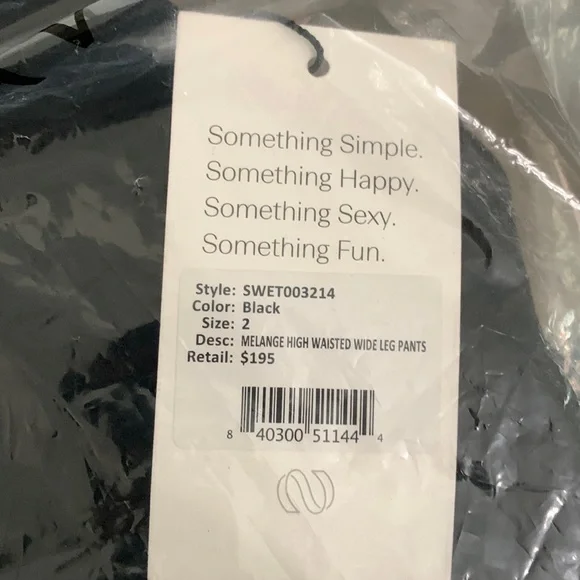 Something Simple.
Something Happy.
Something Sexy.
Something Fun.
Style: SWET003214
Color: Black
Size: 2
Desc: MELANGE HIGH WAISTED WIDE LEG PANTS
Retail: $195
8 40300 51144 4